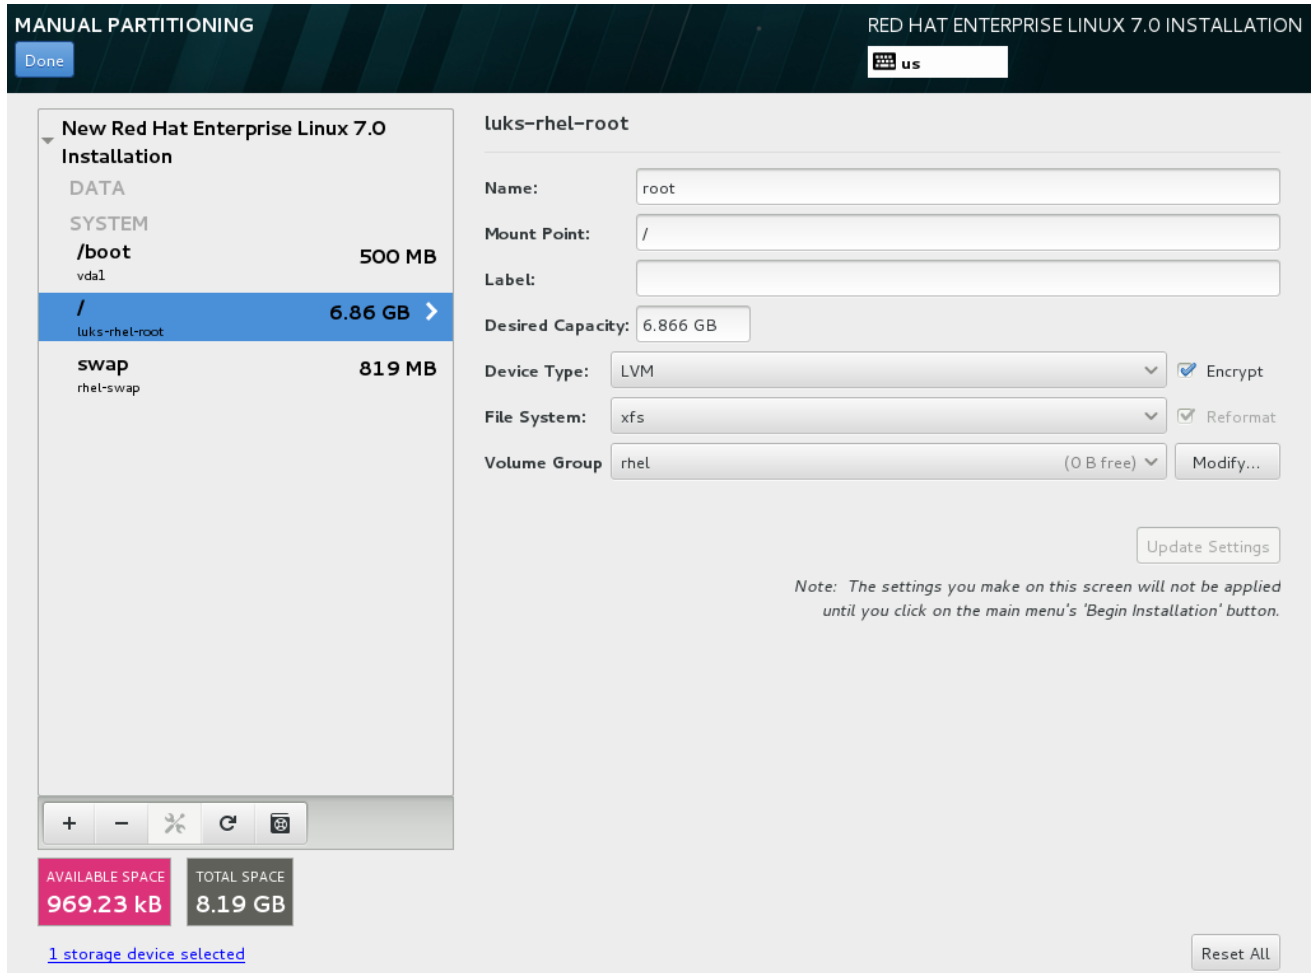 MANUAL PARTITIONING
RED HAT ENTERPRISE LINUX 7.0 INSTALLATION
Done
us
New Red Hat Enterprise Linux 7.0
Installation
DATA
SYSTEM
/boot
500 MB
vda1
/
6.86 GB
luks-rhel-root
swap
819 MB
rhel-swap
luks-rhel-root
Name: root
Mount Point: /
Label:
Desired Capacity: 6.866 GB
Device Type: LVM Encrypt
File System: xfs Reformat
Volume Group rhel (0 B free) Modify...
Update Settings
Note: The settings you make on this screen will not be applied
until you click on the main menu's 'Begin Installation' button.
AVAILABLE SPACE
969.23 kB
TOTAL SPACE
8.19 GB
1 storage device selected
Reset All